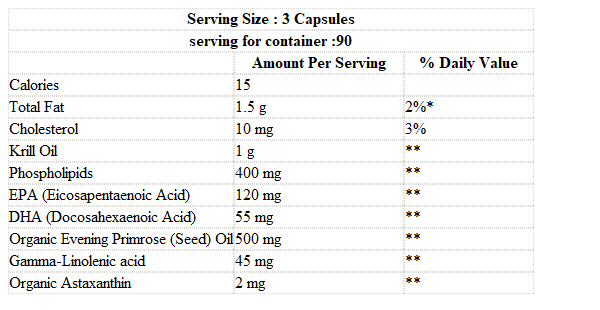 Serving Size : 3 Capsules
serving for container :90
Amount Per Serving % Daily Value
Calories 15
Total Fat 1.5 g 2%*
Cholesterol 10 mg 3%
Krill Oil 1 g **
Phospholipids 400 mg **
EPA (Eicosapentaenoic Acid) 120 mg **
DHA (Docosahexaenoic Acid) 55 mg **
Organic Evening Primrose (Seed) Oil 500 mg **
Gamma-Linolenic acid 45 mg **
Organic Astaxanthin 2 mg **